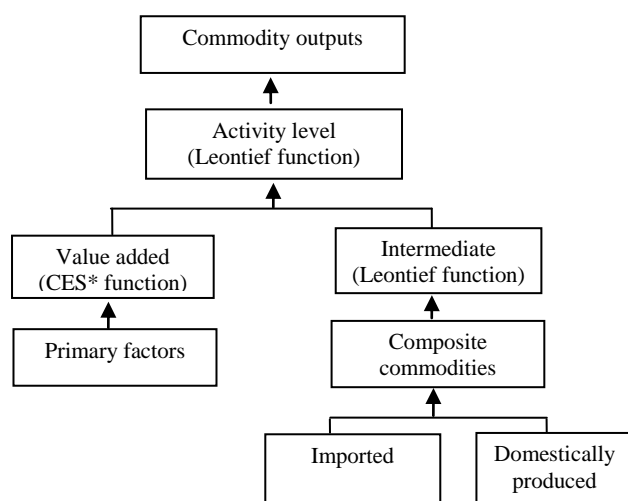 Commodity outputs
Activity level
(Leontief function)
Value added
(CES* function)
Intermediate
(Leontief function)
Primary factors
Composite
commodities
Imported
Domestically
produced